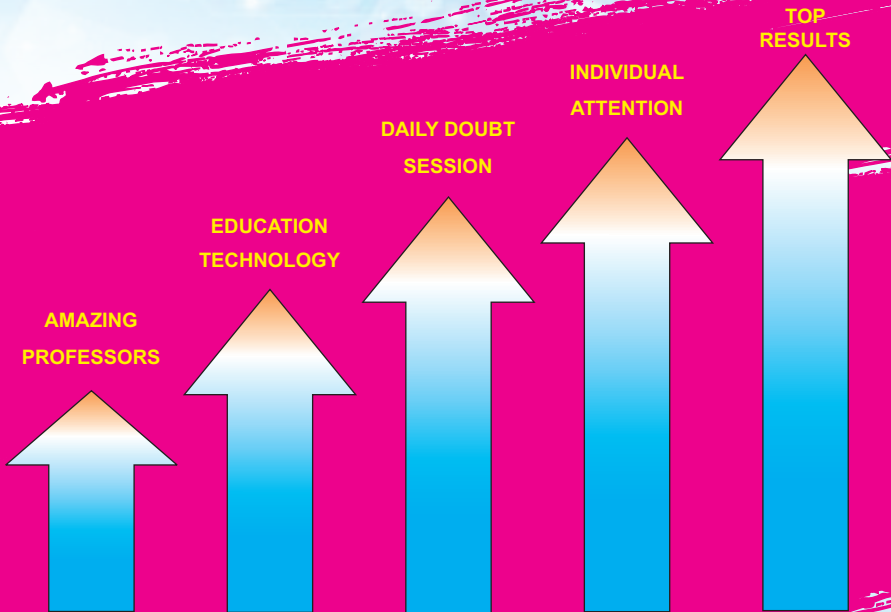 TOP
RESULTS
INDIVIDUAL
ATTENTION
DAILY DOUBT
SESSION
EDUCATION
TECHNOLOGY
AMAZING
PROFESSORS